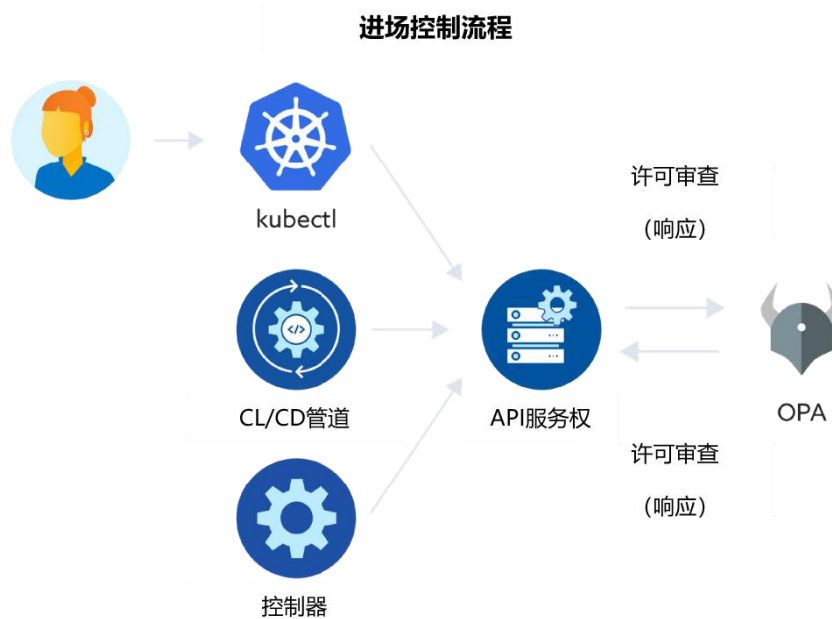 进场控制流程
许可审查
（响应）
kubectl
CL/CD管道
API服务权
OPA
许可审查
（响应）
控制器